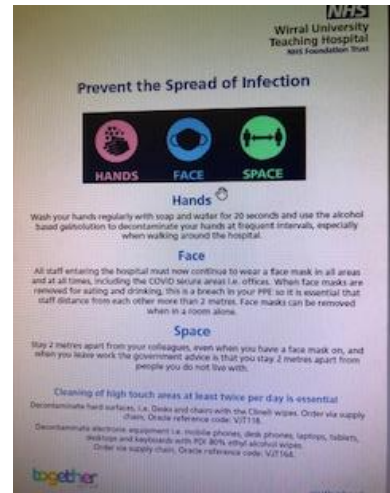 NHS
Wirral University
Teaching Hospital
NHS Foundation Trust
Prevent the Spread of Infection
HANDS FACE SPACE
Hands
Wash your hands regularly with soap and water for 20 seconds and use the alcohol
based gel/solution to decontaminate your hands at frequent intervals, especially
when walking around the hospital.
Face
All staff entering the hospital must now continue to wear a face mask in all areas
and at all times, including the COVID secure areas i.e. offices. When face masks are
removed for eating and drinking, this is a breach in your PPE so it is essential that
staff distance from each other more than 2 metres. Face masks can be removed
when in a room alone.
Space
Stay 2 metres apart from your colleagues, even when you have a face mask on, and
when you leave work the government advice is that you stay 2 metres apart from
people you do not live with.
Cleaning of high touch areas at least twice per day is essential
Decontaminate hard surfaces, i.e. Desks and chairs with the Clinell wipes. Order via supply
chain, Oracle reference code: VJT118.
Decontaminate electronic equipment i.e. mobile phones, desk phones, laptops, tablets,
desktops and keyboards with PDI 80% ethyl alcohol wipes.
Order via supply chain, Oracle reference code: VJT164.
together